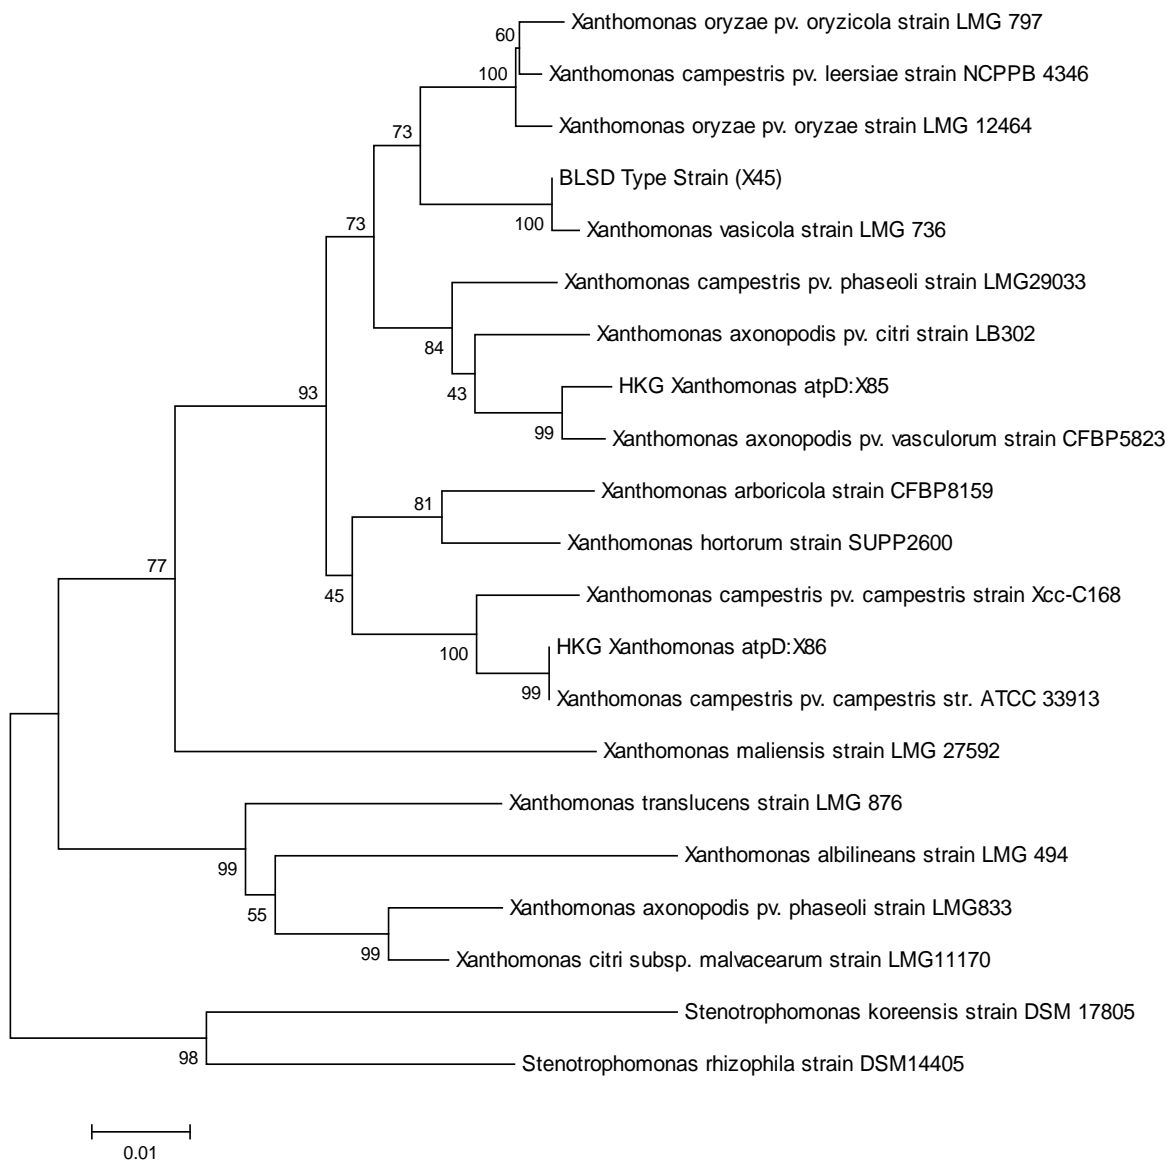 Xanthomonas oryzae pv. oryzicola strain LMG 797
60
Xanthomonas campestris pv. leersiae strain NCPPB 4346
100
Xanthomonas oryzae pv. oryzae strain LMG 12464
73
BLSD Type Strain (X45)
100
Xanthomonas vasicola strain LMG 736
73
Xanthomonas campestris pv. phaseoli strain LMG29033
Xanthomonas axonopodis pv. citri strain LB302
84
HKG Xanthomonas atpD:X85
93
43
99
Xanthomonas axonopodis pv. vasculorum strain CFBP5823
Xanthomonas arboricola strain CFBP8159
81
Xanthomonas hortorum strain SUPP2600
77
45
Xanthomonas campestris pv. campestris strain Xcc-C168
HKG Xanthomonas atpD:X86
100
99
Xanthomonas campestris pv. campestris str. ATCC 33913
Xanthomonas maliensis strain LMG 27592
Xanthomonas translucens strain LMG 876
Xanthomonas albilineans strain LMG 494
99
Xanthomonas axonopodis pv. phaseoli strain LMG833
55
99
Xanthomonas citri subsp. malvacearum strain LMG11170
Stenotrophomonas koreensis strain DSM 17805
98
Stenotrophomonas rhizophila strain DSM14405
0.01